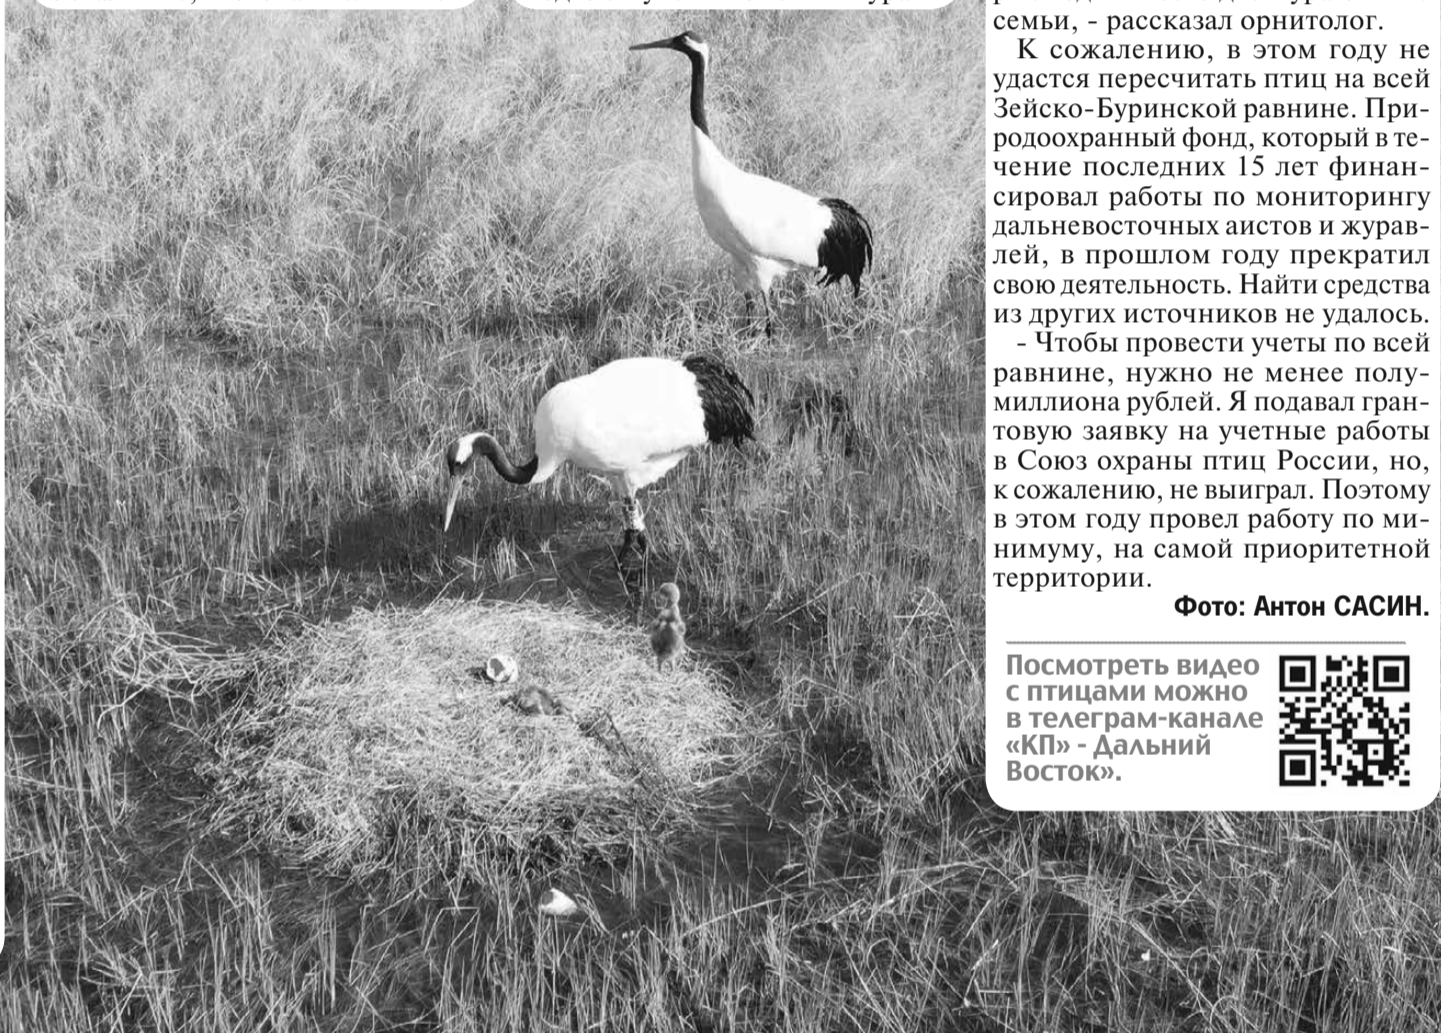 семьи, - рассказал орнитолог.
К сожалению, в этом году не
удастся пересчитать птиц на всей
Зейско-Буринской равнине. При-
родоохранный фонд, который в те-
чение последних 15 лет финан-
сировал работы по мониторингу
дальневосточных аистов и журав-
лей, в прошлом году прекратил
свою деятельность. Найти средства
из других источников не удалось.
- Чтобы провести учеты по всей
равнине, нужно не менее полу-
миллиона рублей. Я подавал гран-
товую заявку на учетные работы
в Союз охраны птиц России, но,
к сожалению, не выиграл. Поэтому
в этом году провел работу по ми-
нимуму, на самой приоритетной
территории.
Фото: Антон САСИН.
Посмотреть видео
с птицами можно
в телеграм-канале
«КП» - Дальний
Восток».